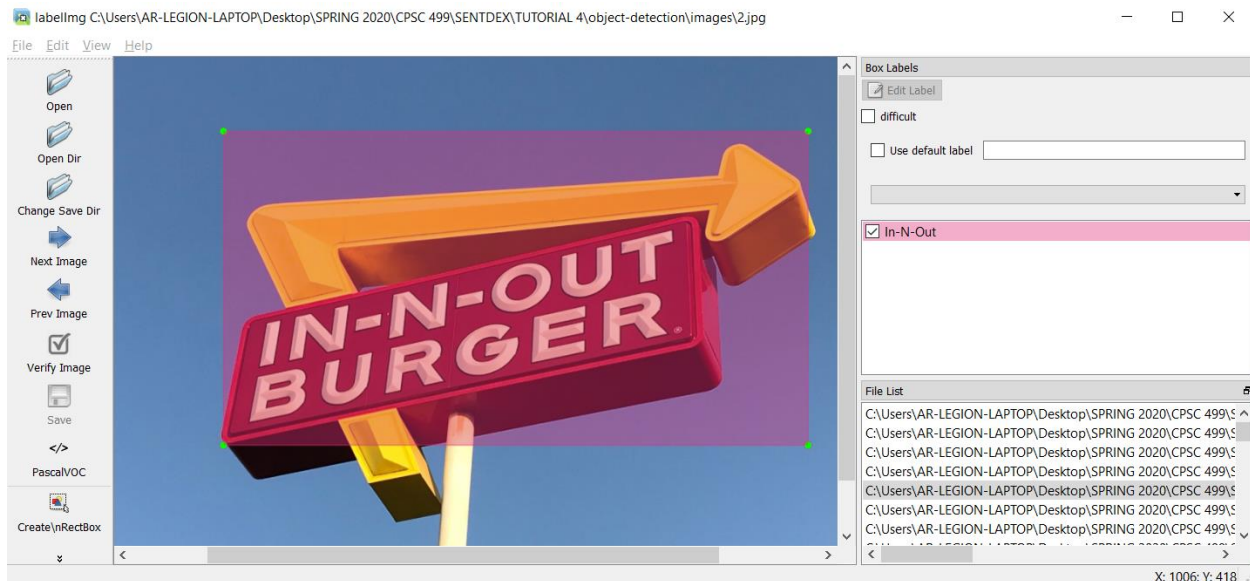 labelImg C:\Users\AR-LEGION-LAPTOP\Desktop\SPRING 2020\CPSC 499\SENTDEX\TUTORIAL 4\object-detection\images\2.jpg
File Edit View Help
Open
Open Dir
Change Save Dir
Next Image
Prev Image
Verify Image
Save
</>
PascalVOC
Create\nRectBox
IN-N-OUT
BURGER
®
Box Labels
Edit Label
difficult
Use default label
In-N-Out
File List
C:\Users\AR-LEGION-LAPTOP\Desktop\SPRING 2020\CPSC 499\S
C:\Users\AR-LEGION-LAPTOP\Desktop\SPRING 2020\CPSC 499\S
C:\Users\AR-LEGION-LAPTOP\Desktop\SPRING 2020\CPSC 499\S
C:\Users\AR-LEGION-LAPTOP\Desktop\SPRING 2020\CPSC 499\S
C:\Users\AR-LEGION-LAPTOP\Desktop\SPRING 2020\CPSC 499\S
C:\Users\AR-LEGION-LAPTOP\Desktop\SPRING 2020\CPSC 499\S
C:\Users\AR-LEGION-LAPTOP\Desktop\SPRING 2020\CPSC 499\S
X: 1006; Y: 418